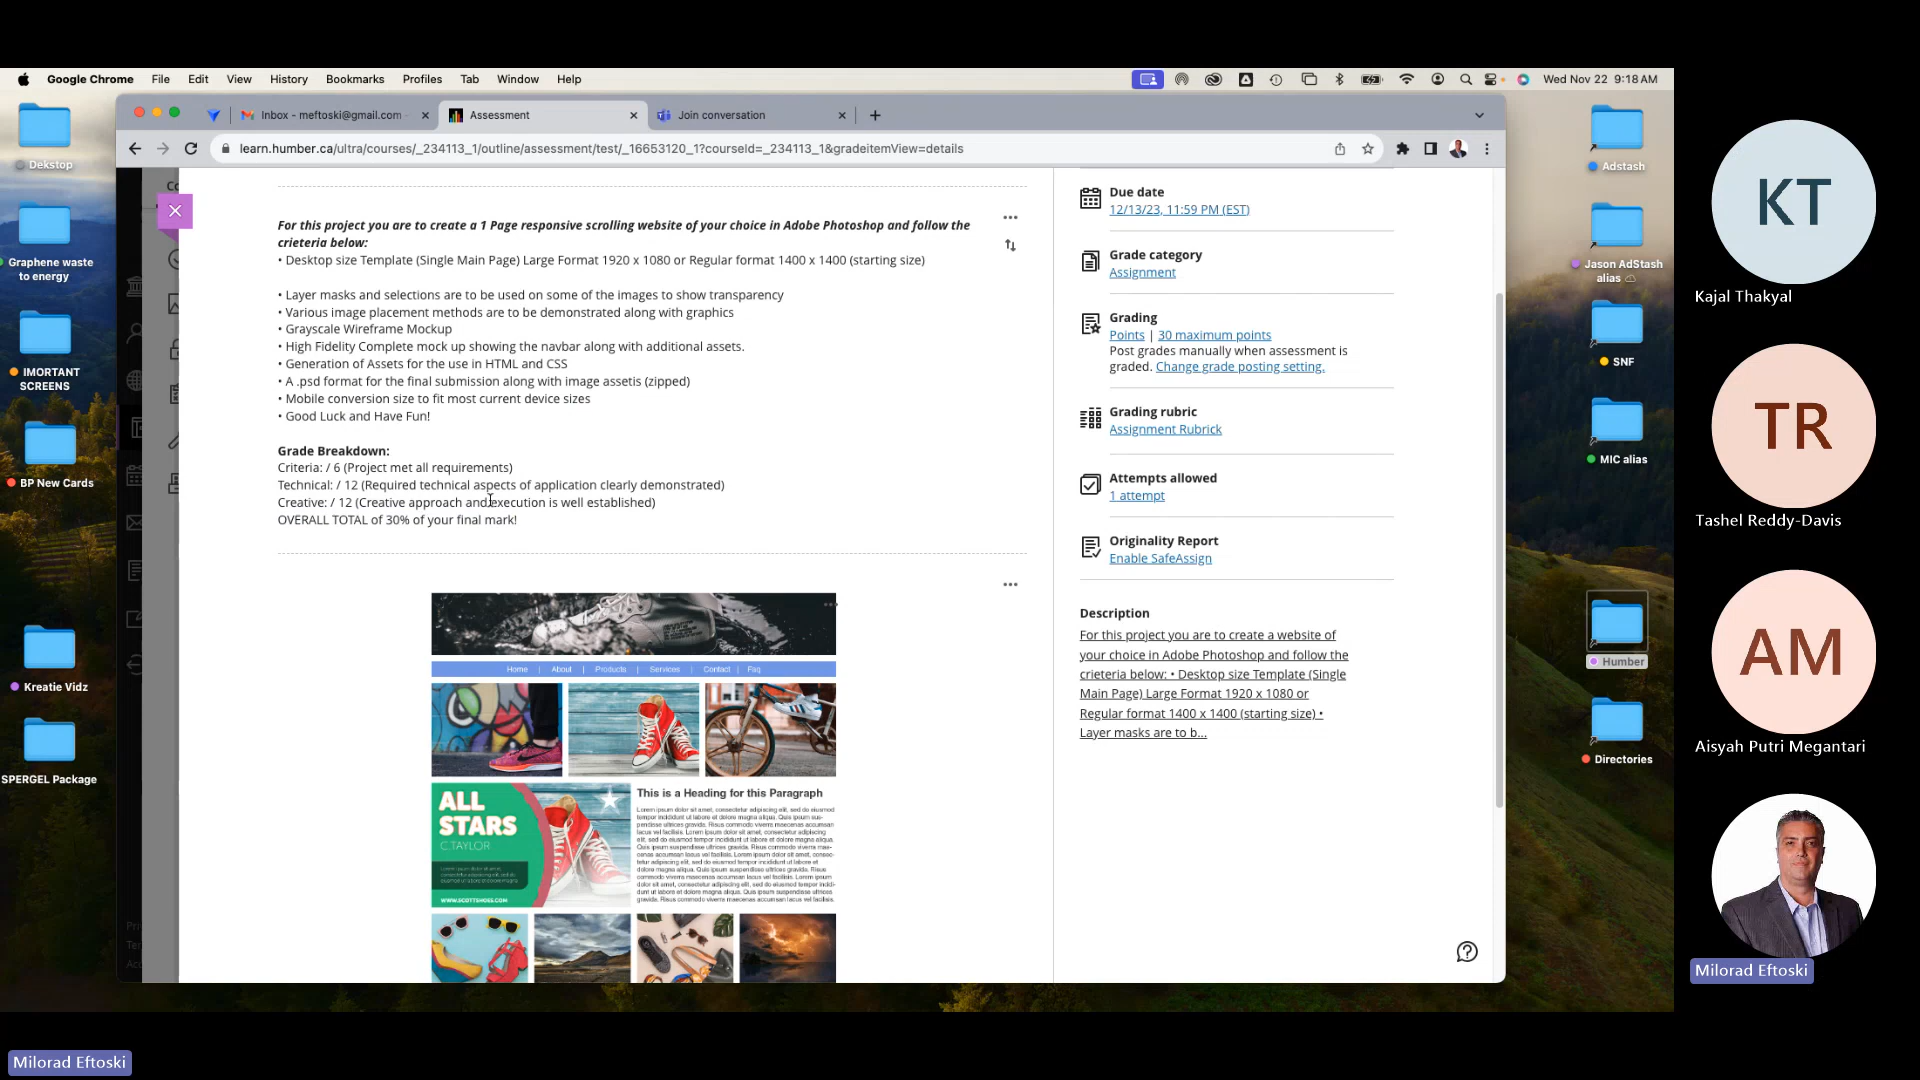 Google Chrome File Edit View History Bookmarks Profiles Tab Window Help
Wed Nov 22 9:18 AM
Inbox - meftoski@gmail.com
Assessment
Join conversation
learn.humber.ca/ultra/courses/_234113_1/outline/assessment/test/_16653120_1?courseId=_234113_1&gradeitemView=details
Dekstop
Graphene waste
to energy
IMORTANT
SCREENS
BP New Cards
Kreatie Vidz
SPERGEL Package
For this project you are to create a 1 Page responsive scrolling website of your choice in Adobe Photoshop and follow the
crieteria below:
• Desktop size Template (Single Main Page) Large Format 1920 x 1080 or Regular format 1400 x 1400 (starting size)
• Layer masks and selections are to be used on some of the images to show transparency
• Various image placement methods are to be demonstrated along with graphics
• Grayscale Wireframe Mockup
• High Fidelity Complete mock up showing the navbar along with additional assets.
• Generation of Assets for the use in HTML and CSS
• A .psd format for the final submission along with image assetis (zipped)
• Mobile conversion size to fit most current device sizes
• Good Luck and Have Fun!
Grade Breakdown:
Criteria: / 6 (Project met all requirements)
Technical: / 12 (Required technical aspects of application clearly demonstrated)
Creative: / 12 (Creative approach and execution is well established)
OVERALL TOTAL of 30% of your final mark!
Home | About | Products | Services | Contact | Faq
ALL
STARS
C.TAYLOR
WWW.SCOTTSHOES.COM
This is a Heading for this Paragraph
Due date
12/13/23, 11:59 PM (EST)
Grade category
Assignment
Grading
Points | 30 maximum points
Post grades manually when assessment is
graded. Change grade posting setting.
Grading rubric
Assignment Rubrick
Attempts allowed
1 attempt
Originality Report
Enable SafeAssign
Description
For this project you are to create a website of
your choice in Adobe Photoshop and follow the
crieteria below: • Desktop size Template (Single
Main Page) Large Format 1920 x 1080 or
Regular format 1400 x 1400 (starting size) •
Layer masks are to b...
Adstash
Jason AdStash
alias
SNF
MIC alias
Humber
Directories
KT
Kajal Thakyal
TR
Tashel Reddy-Davis
AM
Aisyah Putri Megantari
Milorad Eftoski
Milorad Eftoski